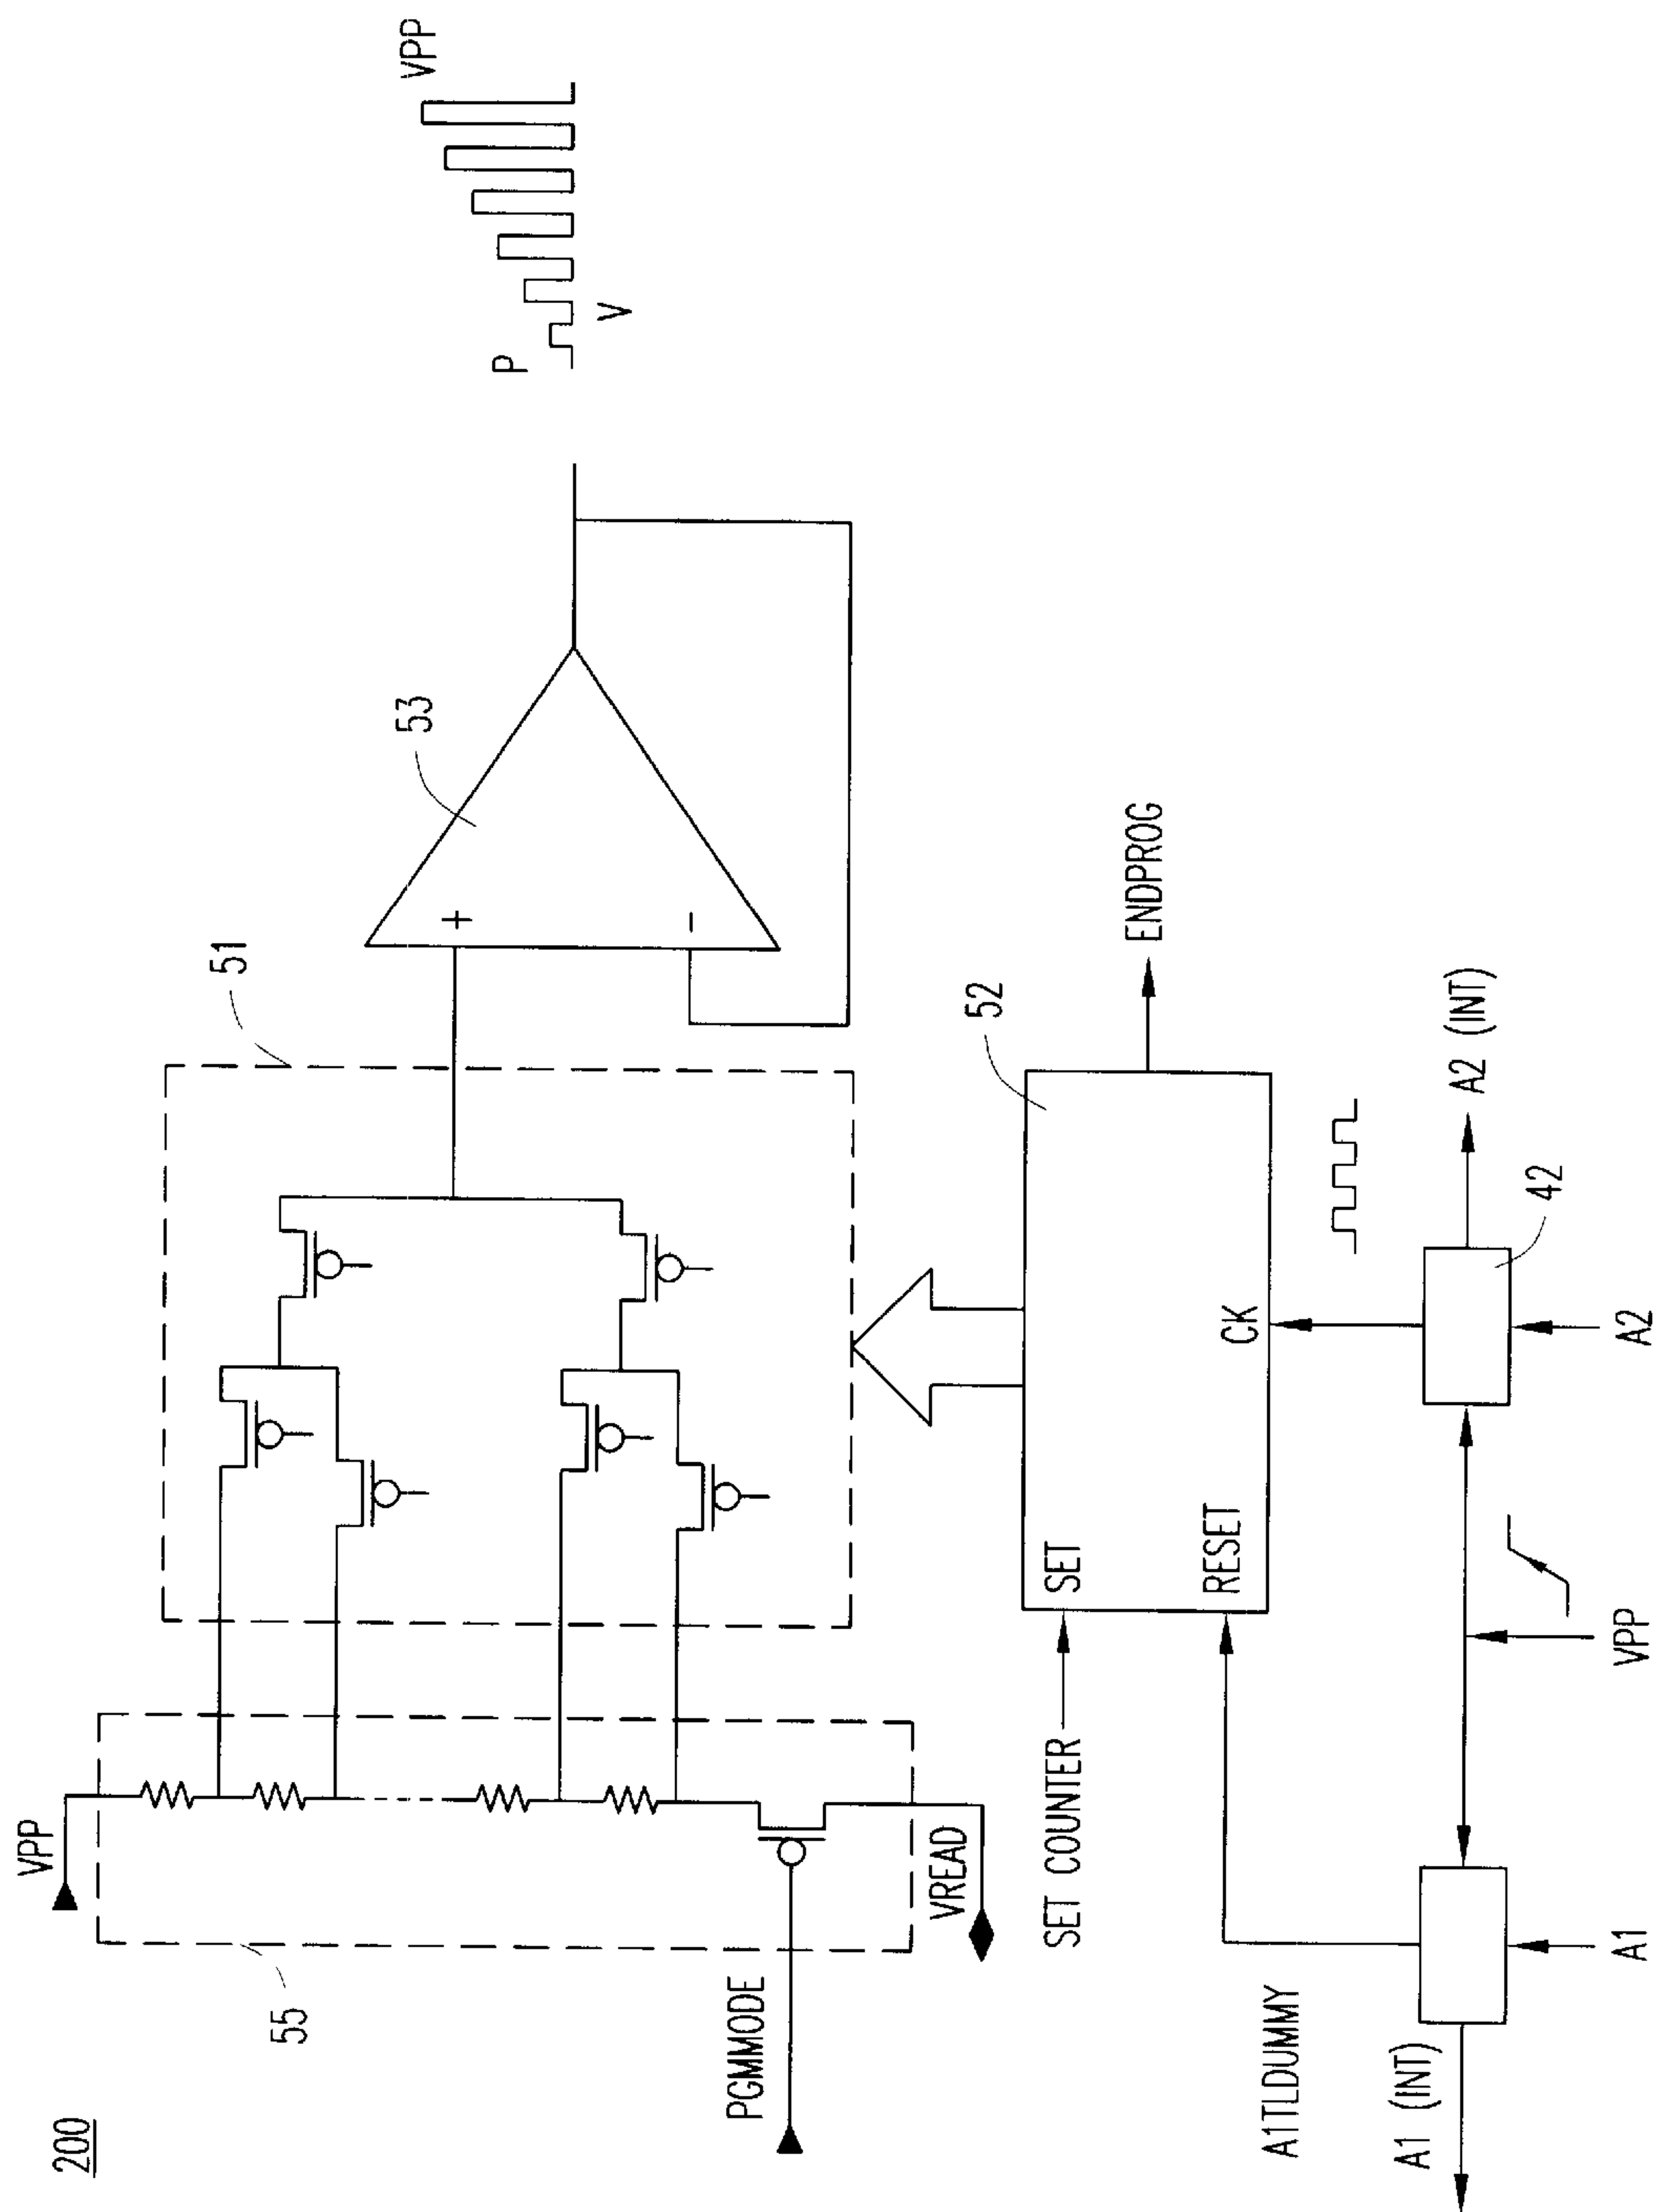 200
55
VPP
PGMMODE
VREAD
51
53
+
−
P
V
VPP
SET COUNTER
SET
RESET
CK
52
ENDPROG
A1TLDUMMY
A1 (INT)
A1
VPP
A2
42
A2 (INT)